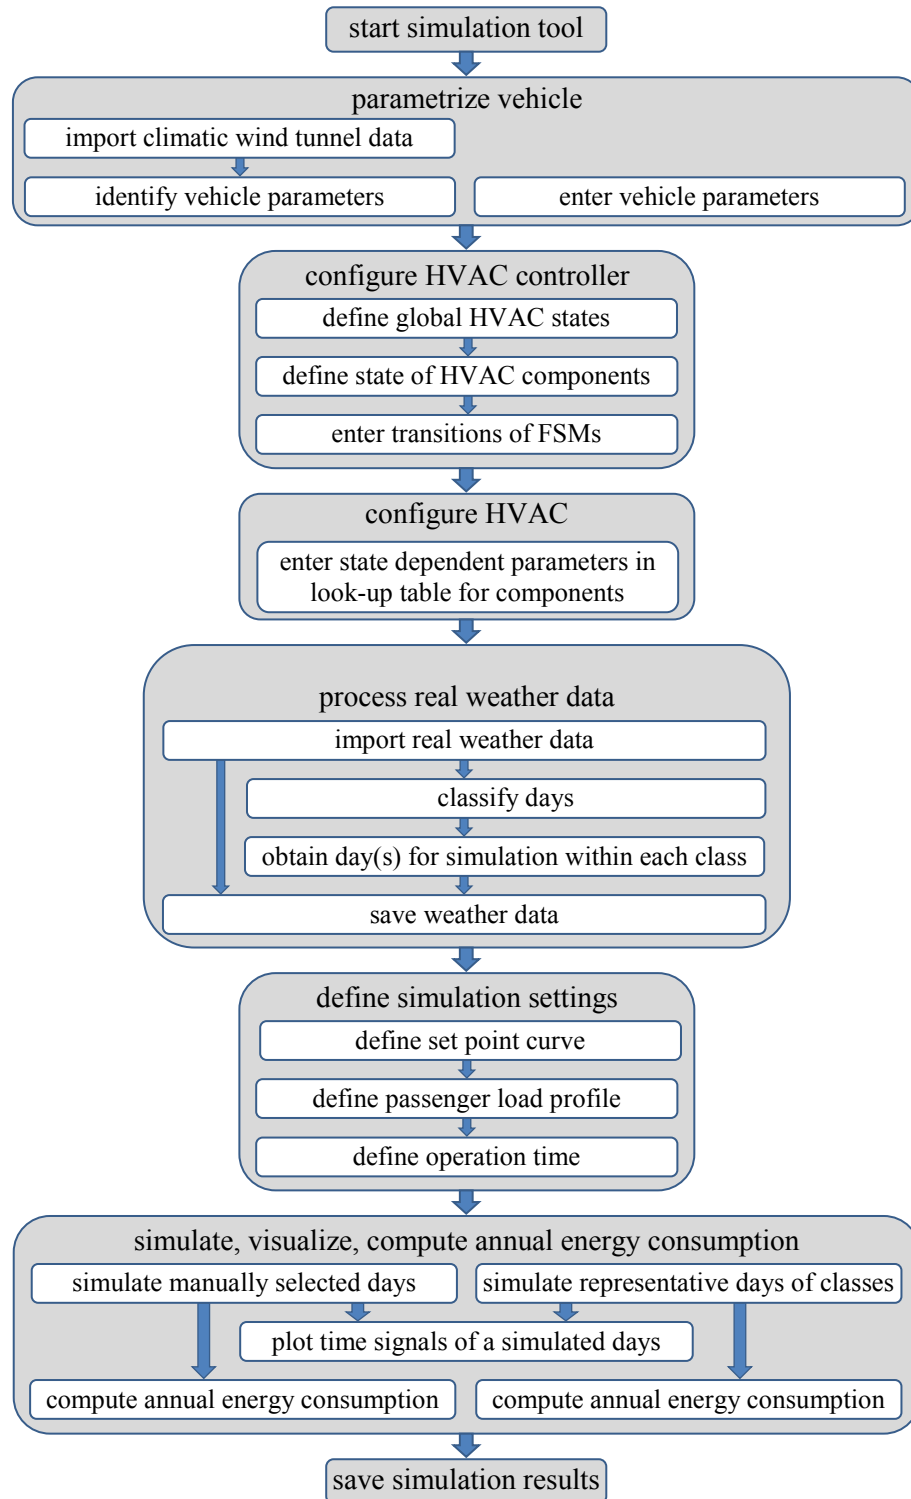 start simulation tool
parametrize vehicle
import climatic wind tunnel data
identify vehicle parameters
enter vehicle parameters
configure HVAC controller
define global HVAC states
define state of HVAC components
enter transitions of FSMs
configure HVAC
enter state dependent parameters in
look-up table for components
process real weather data
import real weather data
classify days
obtain day(s) for simulation within each class
save weather data
define simulation settings
define set point curve
define passenger load profile
define operation time
simulate, visualize, compute annual energy consumption
simulate manually selected days
simulate representative days of classes
plot time signals of a simulated days
compute annual energy consumption
compute annual energy consumption
save simulation results